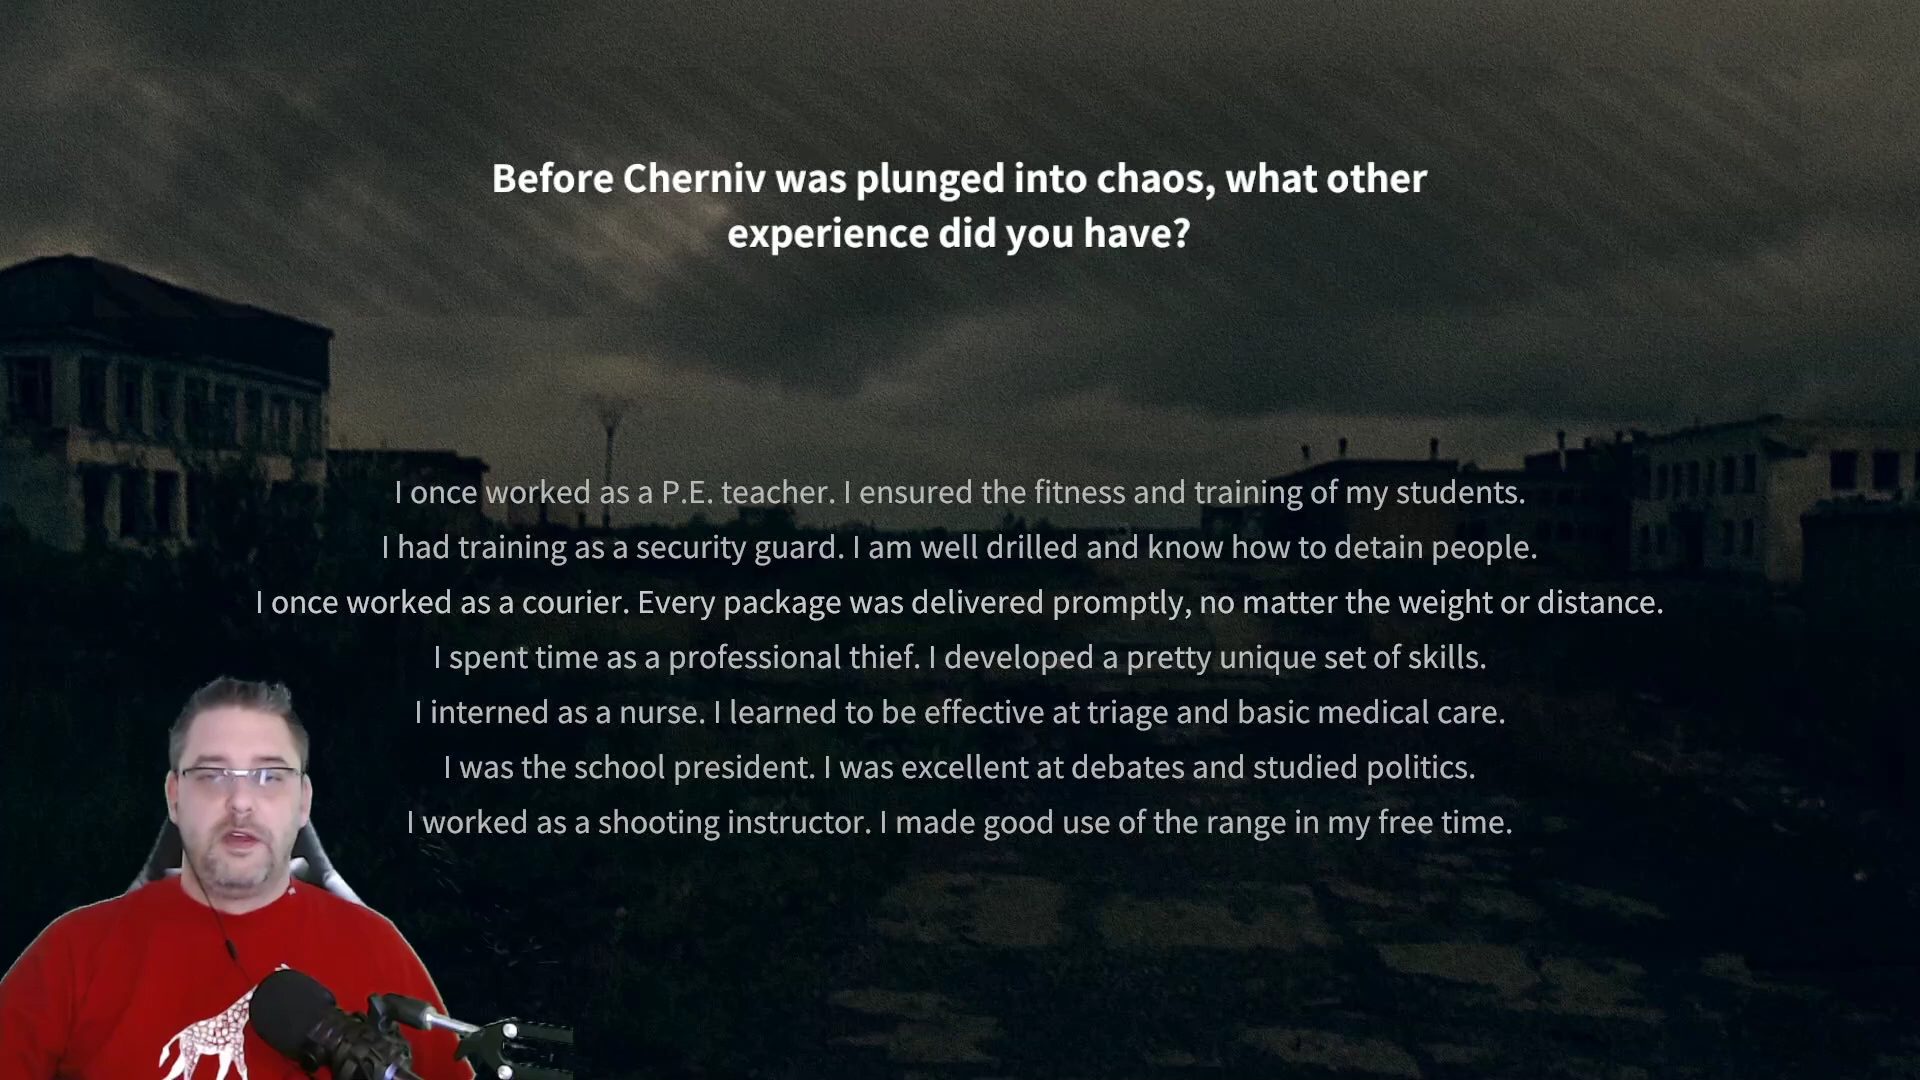 Before Cherniv was plunged into chaos, what other
experience did you have?
I once worked as a P.E. teacher. I ensured the fitness and training of my students.
I had training as a security guard. I am well drilled and know how to detain people.
I once worked as a courier. Every package was delivered promptly, no matter the weight or distance.
I spent time as a professional thief. I developed a pretty unique set of skills.
I interned as a nurse. I learned to be effective at triage and basic medical care.
I was the school president. I was excellent at debates and studied politics.
I worked as a shooting instructor. I made good use of the range in my free time.